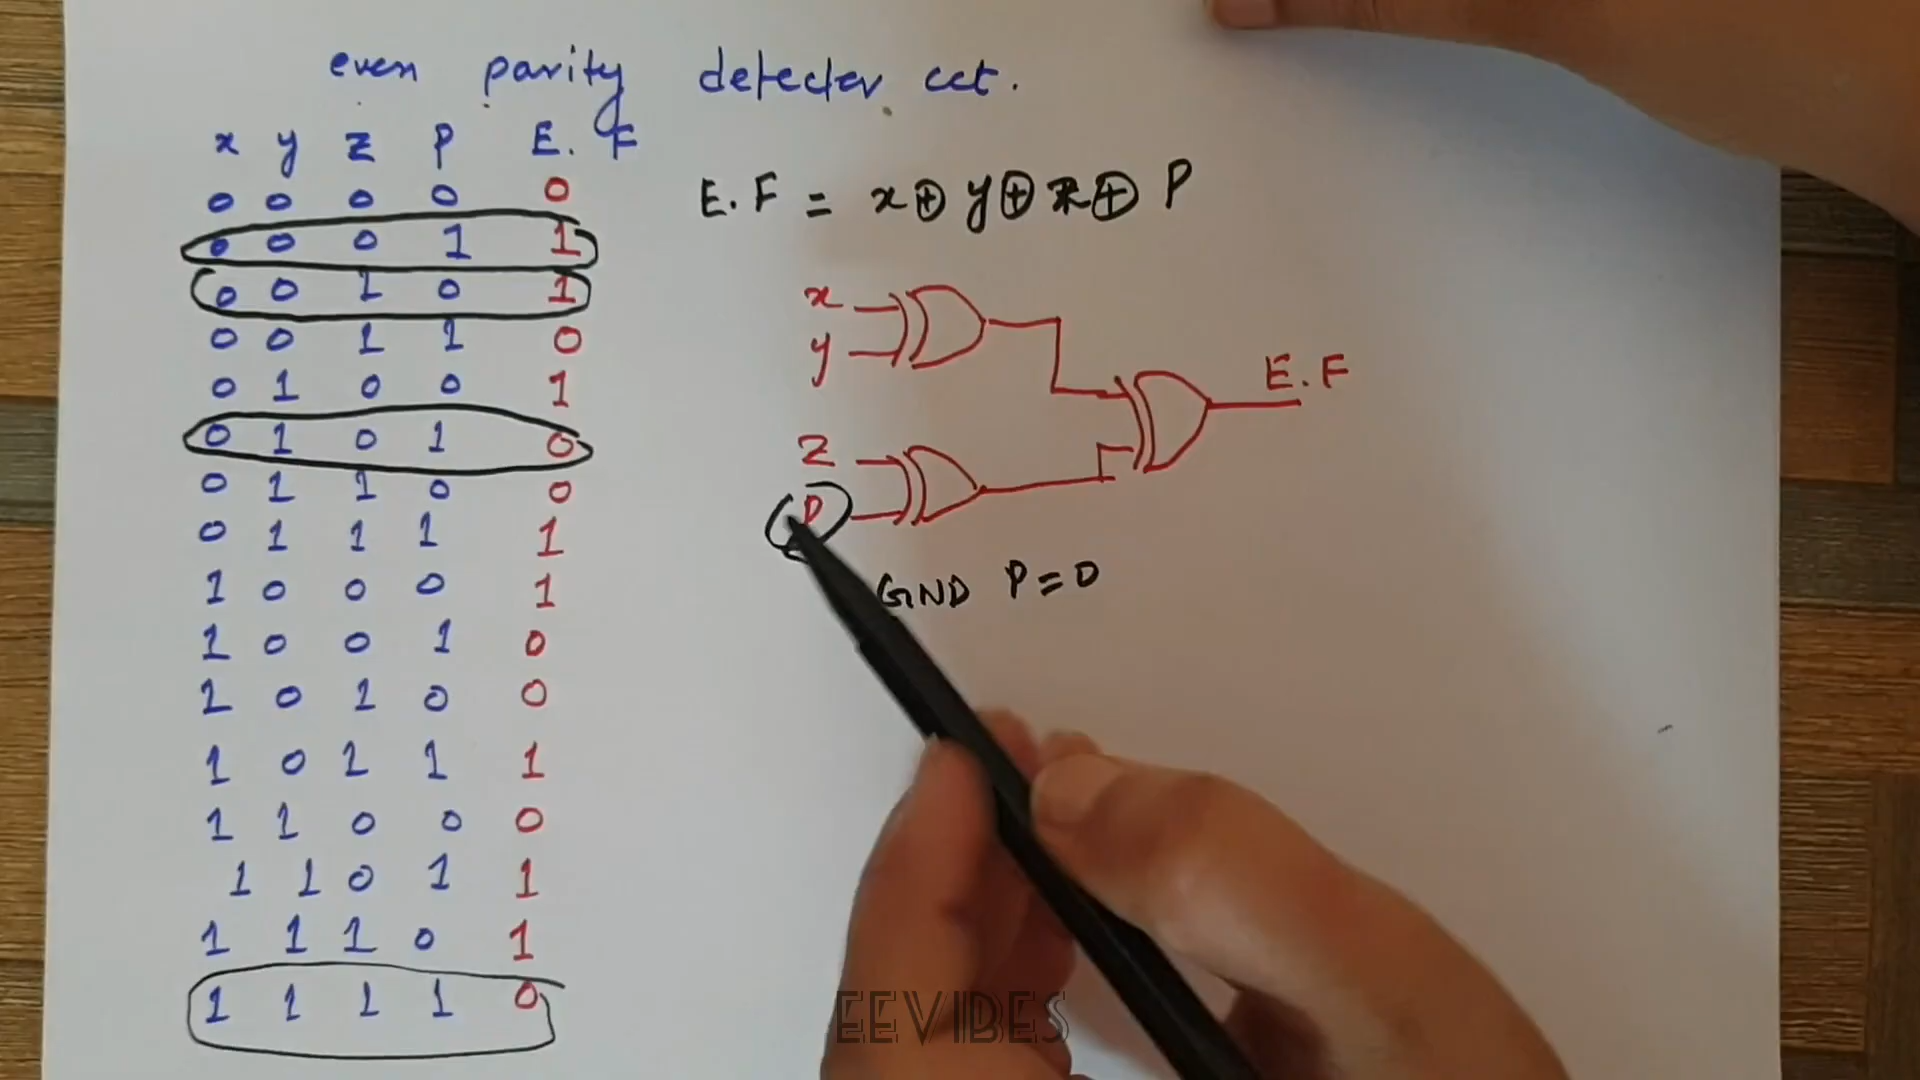 even parity detecter cct.
x y z P E. F
0 0 0 0 0
0 0 0 1 1
0 0 1 0 1
0 0 1 1 0
0 1 0 0 1
0 1 0 1 0
0 1 1 0 0
0 1 1 1 1
1 0 0 0 1
1 0 0 1 0
1 0 1 0 0
1 0 1 1 1
1 1 0 0 0
1 1 0 1 1
1 1 1 0 1
1 1 1 1 0
E.F = x⊕y⊕z⊕P
x
y
E.F
z
P
GND P=0
EEVIBES